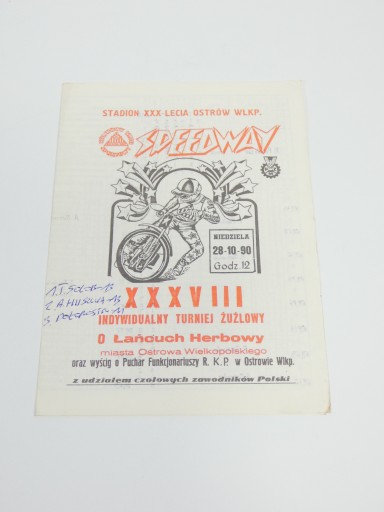 STADION XXX-LECIA OSTRÓW WLKP.
SPEEDWAY
NIEDZIELA
28-10-90
Godz. 12
XXXVIII
INDYWIDUALNY TURNIEJ ŻUŻLOWY
O Łańcuch Herbowy
miasta Ostrowa Wielkopolskiego
oraz wyścig o Puchar Funkcjonariuszy R. K. P. w Ostrowie Wlkp.
z udziałem czołowych zawodników Polski